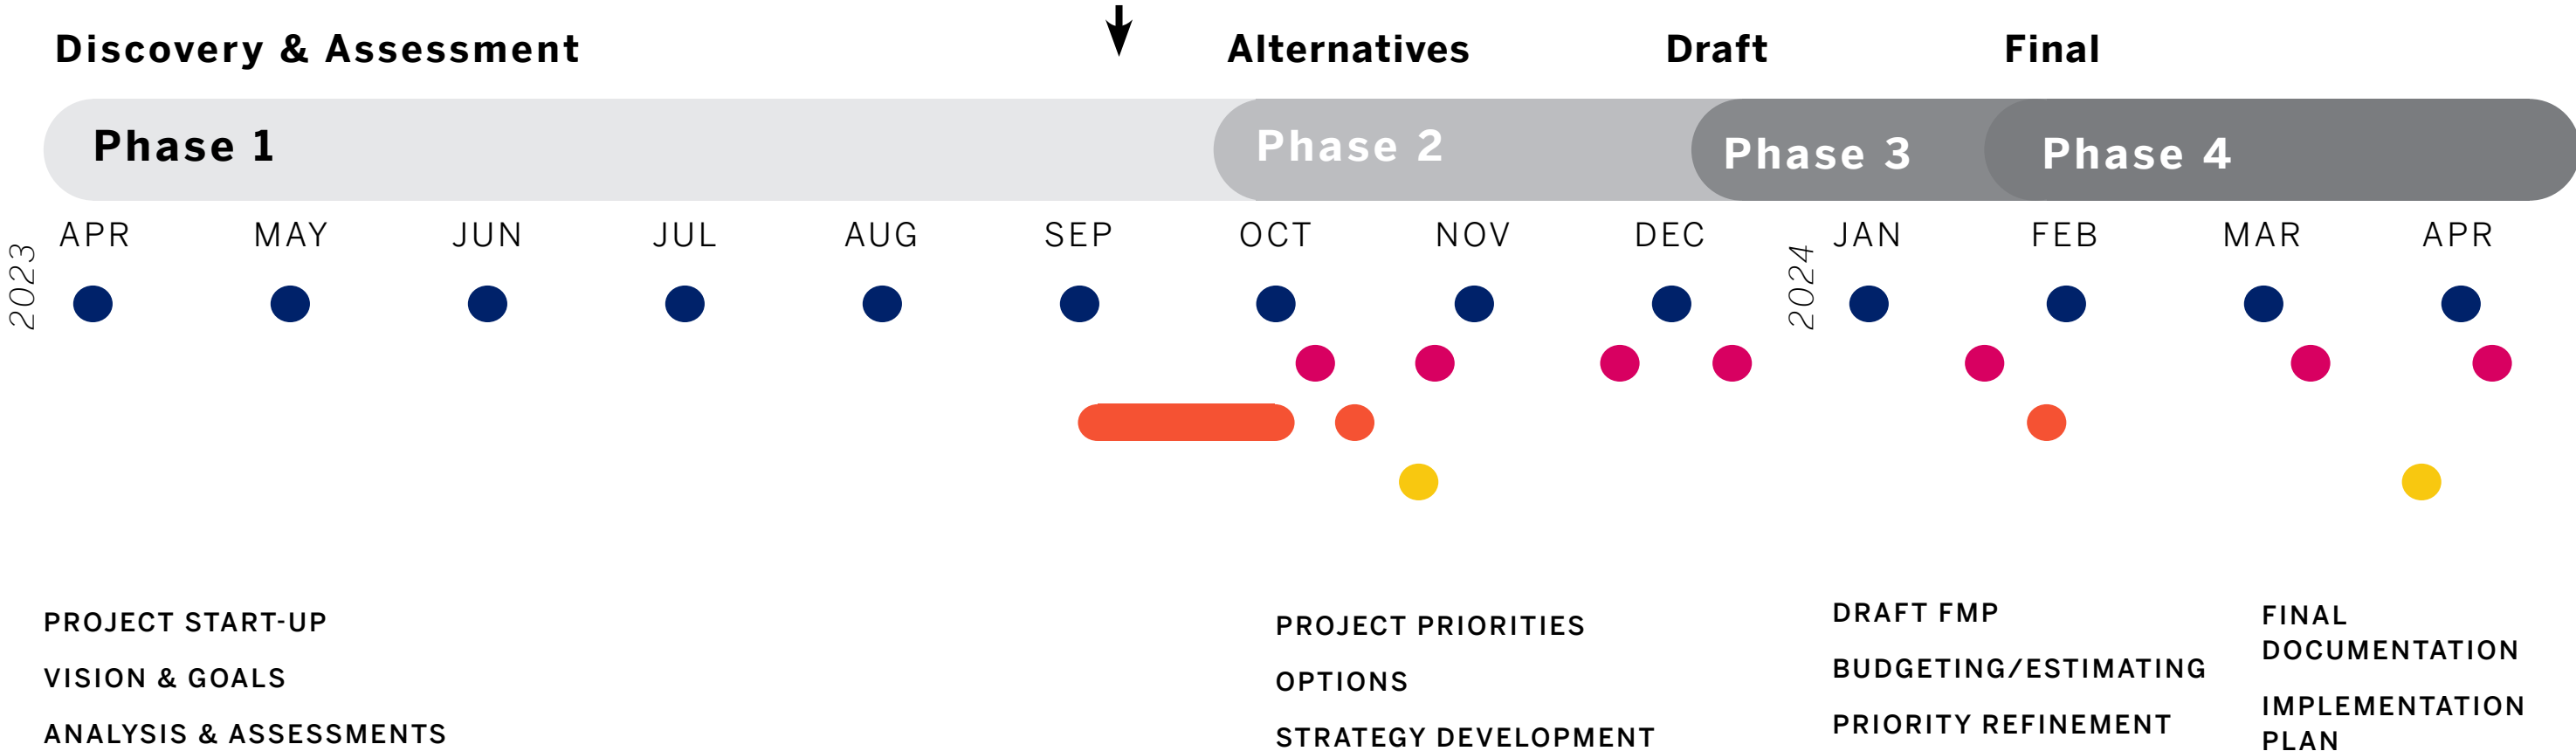 Discovery & Assessment
Alternatives
Draft
Final
Phase 1
Phase 2
Phase 3
Phase 4
2023
APR
MAY
JUN
JUL
AUG
SEP
OCT
NOV
DEC
2024
JAN
FEB
MAR
APR
PROJECT START-UP
VISION & GOALS
ANALYSIS & ASSESSMENTS
PROJECT PRIORITIES
OPTIONS
STRATEGY DEVELOPMENT
DRAFT FMP
BUDGETING/ESTIMATING
PRIORITY REFINEMENT
FINAL
DOCUMENTATION
IMPLEMENTATION
PLAN